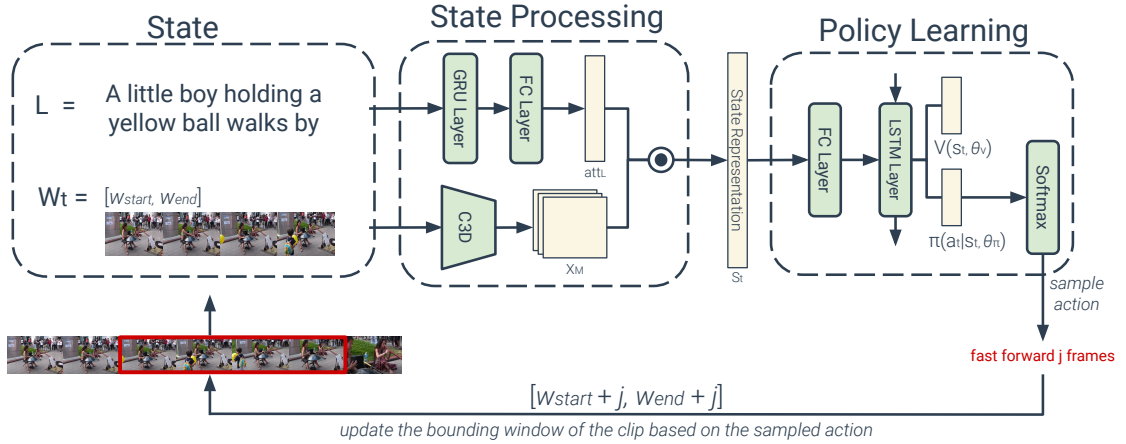 State
State Processing
Policy Learning
L =
A little boy holding a
yellow ball walks by
Wt =
[Wstart, Wend]
GRU Layer
FC Layer
attL
C3D
XM
State Representation
St
FC Layer
LSTM Layer
V(st, θv)
π(at|st, θπ)
Softmax
sample
action
fast forward j frames
[Wstart + j, Wend + j]
update the bounding window of the clip based on the sampled action